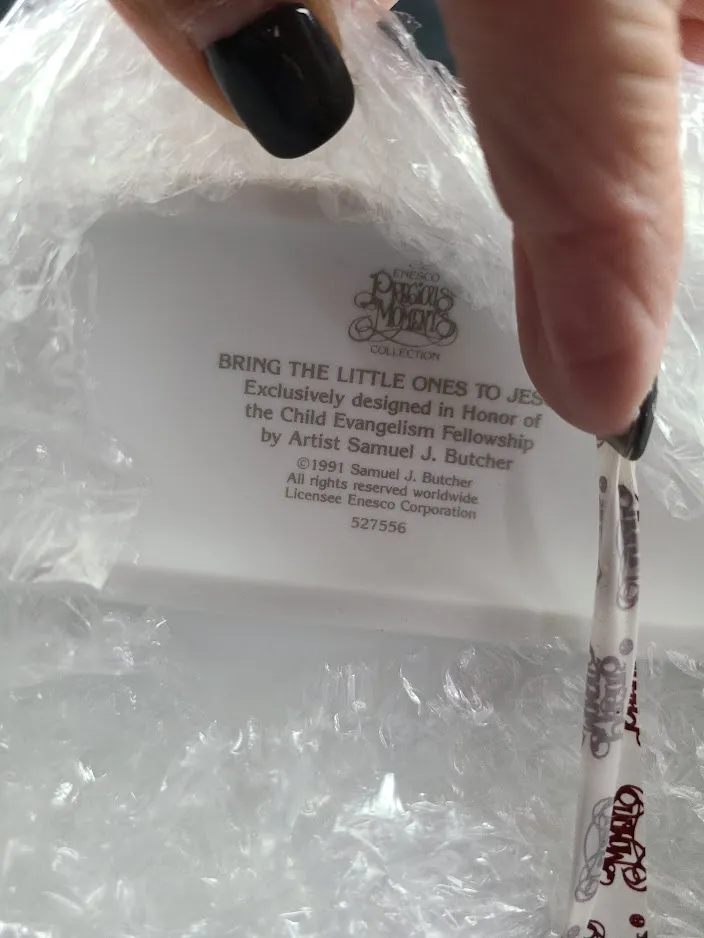 ENESCO
PRECIOUS
MOMENTS
COLLECTION
BRING THE LITTLE ONES TO JES
Exclusively designed in Honor of
the Child Evangelism Fellowship
by Artist Samuel J. Butcher
©1991 Samuel J. Butcher
All rights reserved worldwide
Licensee Enesco Corporation
527556